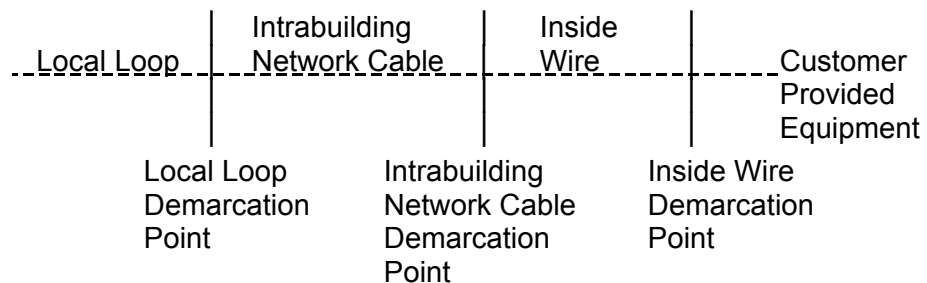 Local Loop
Intrabuilding
Network Cable
Inside
Wire
Customer
Provided
Equipment
Local Loop
Demarcation
Point
Intrabuilding
Network Cable
Demarcation
Point
Inside Wire
Demarcation
Point